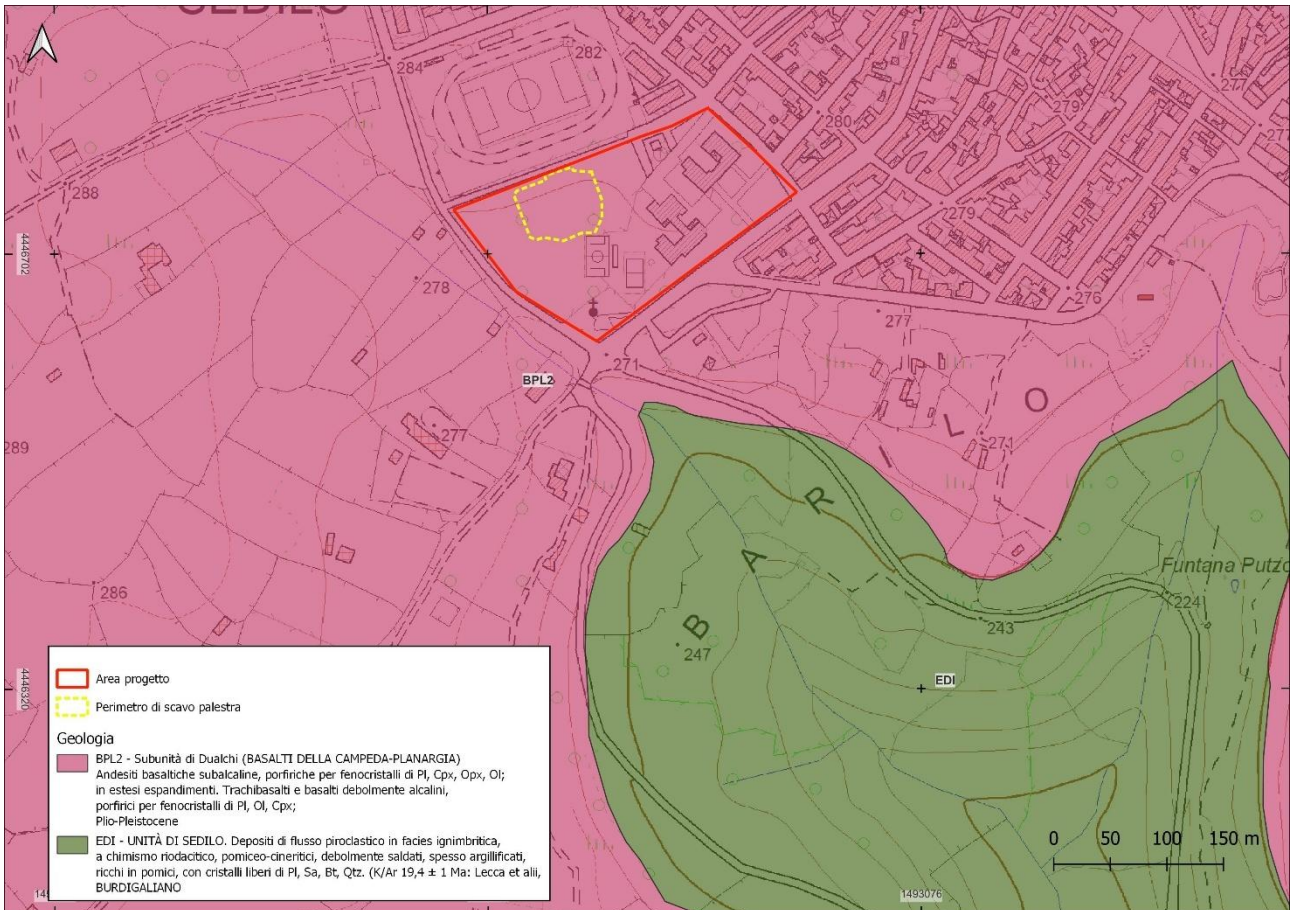 SEDILO
284
282
280
279
277
277
288
279
4446702
278
276
277
271
BPL2
L O
277
271
289
B A R
Funtana Putzo
286
224
243
247
4446320
EDI
Area progetto
Perimetro di scavo palestra
Geologia
BPL2 - Subunità di Dualchi (BASALTI DELLA CAMPEDA-PLANARGIA)
Andesiti basaltiche subalcaline, porfiriche per fenocristalli di Pl, Cpx, Opx, Ol;
in estesi espandimenti. Trachibasalti e basalti debolmente alcalini,
porfirici per fenocristalli di Pl, Ol, Cpx;
Plio-Pleistocene
EDI - UNITÀ DI SEDILO. Depositi di flusso piroclastico in facies ignimbritica,
a chimismo riodacitico, pomiceo-cineritici, debolmente saldati, spesso argillificati,
ricchi in pomici, con cristalli liberi di Pl, Sa, Bt, Qtz. (K/Ar 19,4 ± 1 Ma: Lecca et alii,
BURDIGALIANO
0 50 100 150 m
1493076